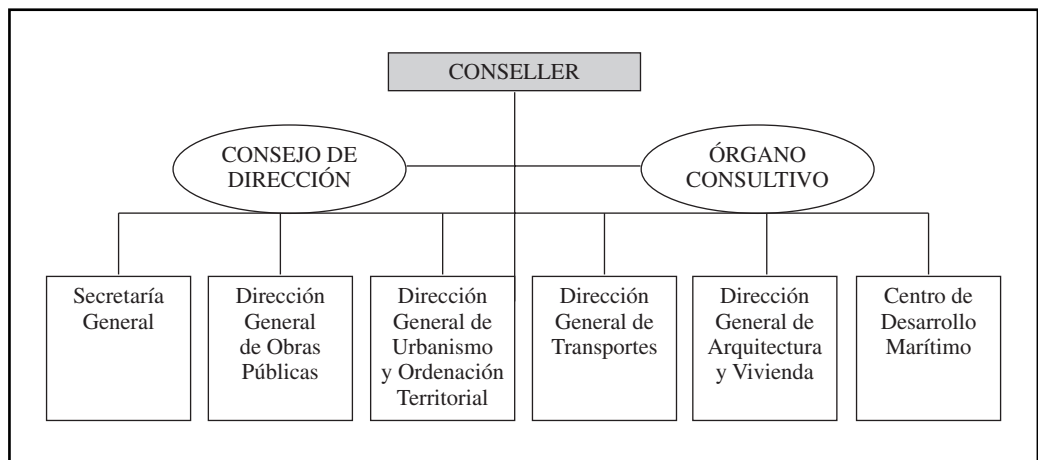 CONSELLER
CONSEJO DE
DIRECCIÓN
ÓRGANO
CONSULTIVO
Secretaría
General
Dirección
General
de Obras
Públicas
Dirección
General de
Urbanismo
y Ordenación
Territorial
Dirección
General de
Transportes
Dirección
General de
Arquitectura
y Vivienda
Centro de
Desarrollo
Marítimo